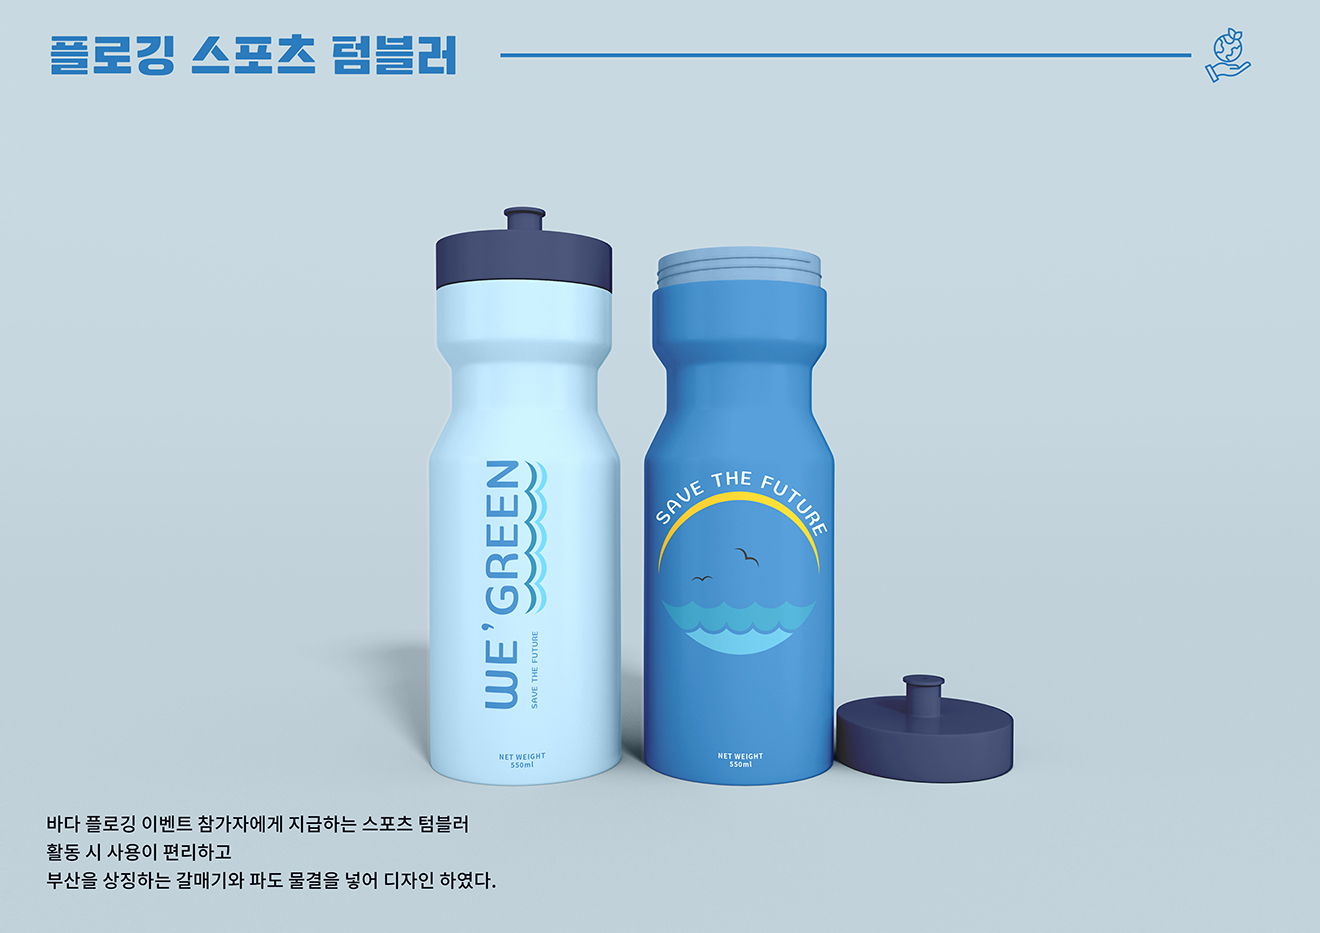 플로깅 스포츠 텀블러
WE'GREEN
SAVE THE FUTURE
NET WEIGHT
550ml
SAVE THE FUTURE
NET WEIGHT
550ml
바다 플로깅 이벤트 참가자에게 지급하는 스포츠 텀블러
활동 시 사용이 편리하고
부산을 상징하는 갈매기와 파도 물결을 넣어 디자인 하였다.